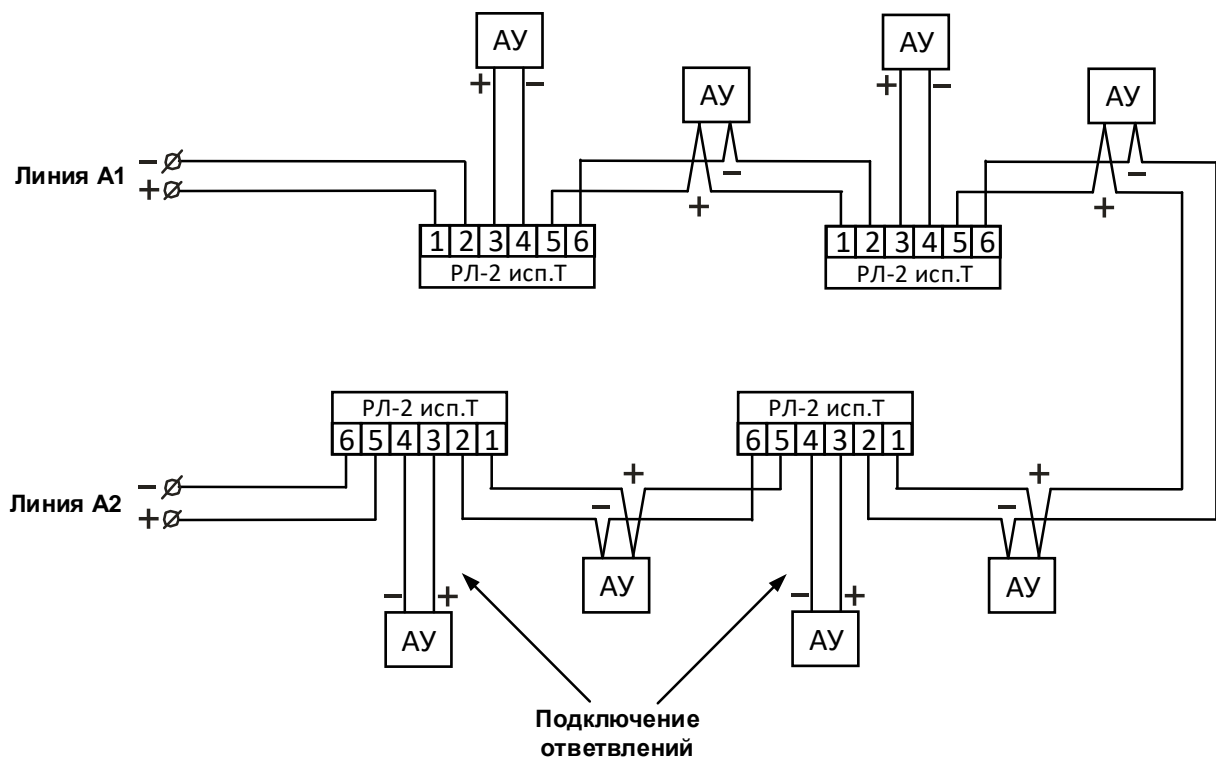 АУ
АУ
+ −
+ −
АУ
АУ
−
Линия А1
+
−
+
−
+
1 2 3 4 5 6
1 2 3 4 5 6
РЛ-2 исп.Т
РЛ-2 исп.Т
РЛ-2 исп.Т
РЛ-2 исп.Т
6 5 4 3 2 1
6 5 4 3 2 1
−
Линия А2
+
− +
− +
АУ
АУ
− +
− +
АУ
АУ
Подключение
ответвлений